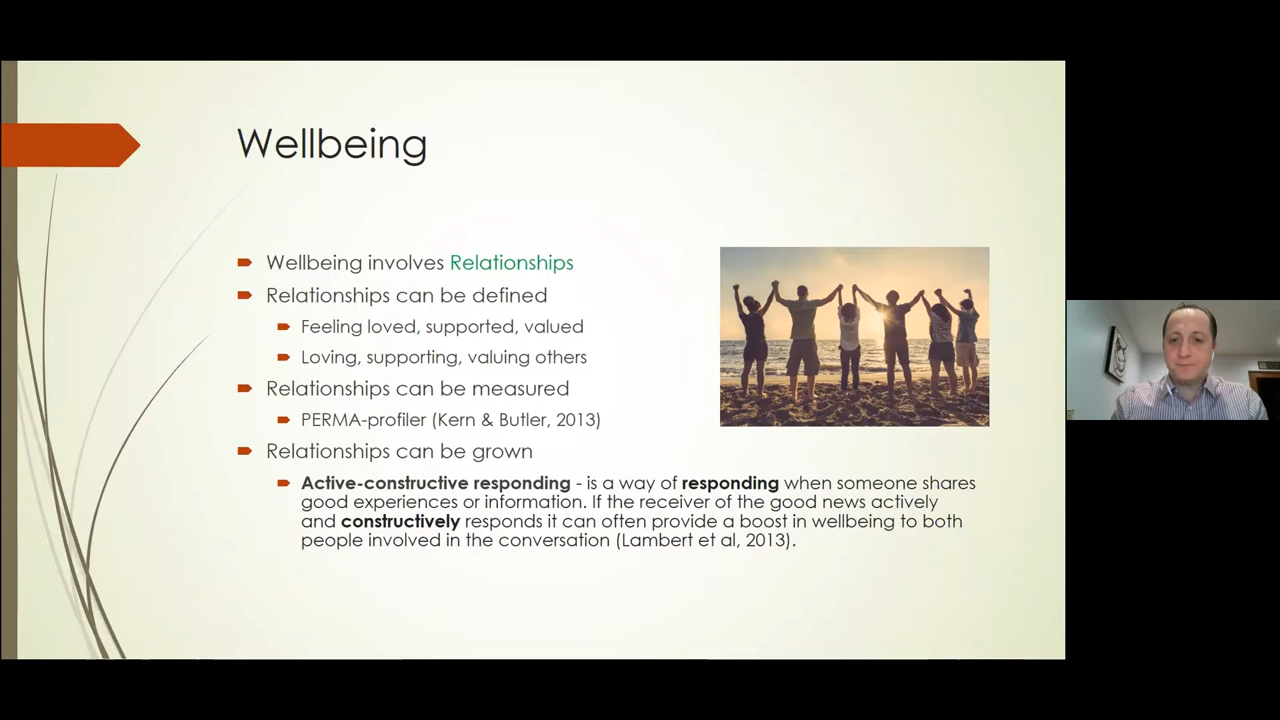 Wellbeing
Wellbeing involves Relationships
Relationships can be defined
Feeling loved, supported, valued
Loving, supporting, valuing others
Relationships can be measured
PERMA-profiler (Kern & Butler, 2013)
Relationships can be grown
Active-constructive responding - is a way of responding when someone shares
good experiences or information. If the receiver of the good news actively
and constructively responds it can often provide a boost in wellbeing to both
people involved in the conversation (Lambert et al, 2013).